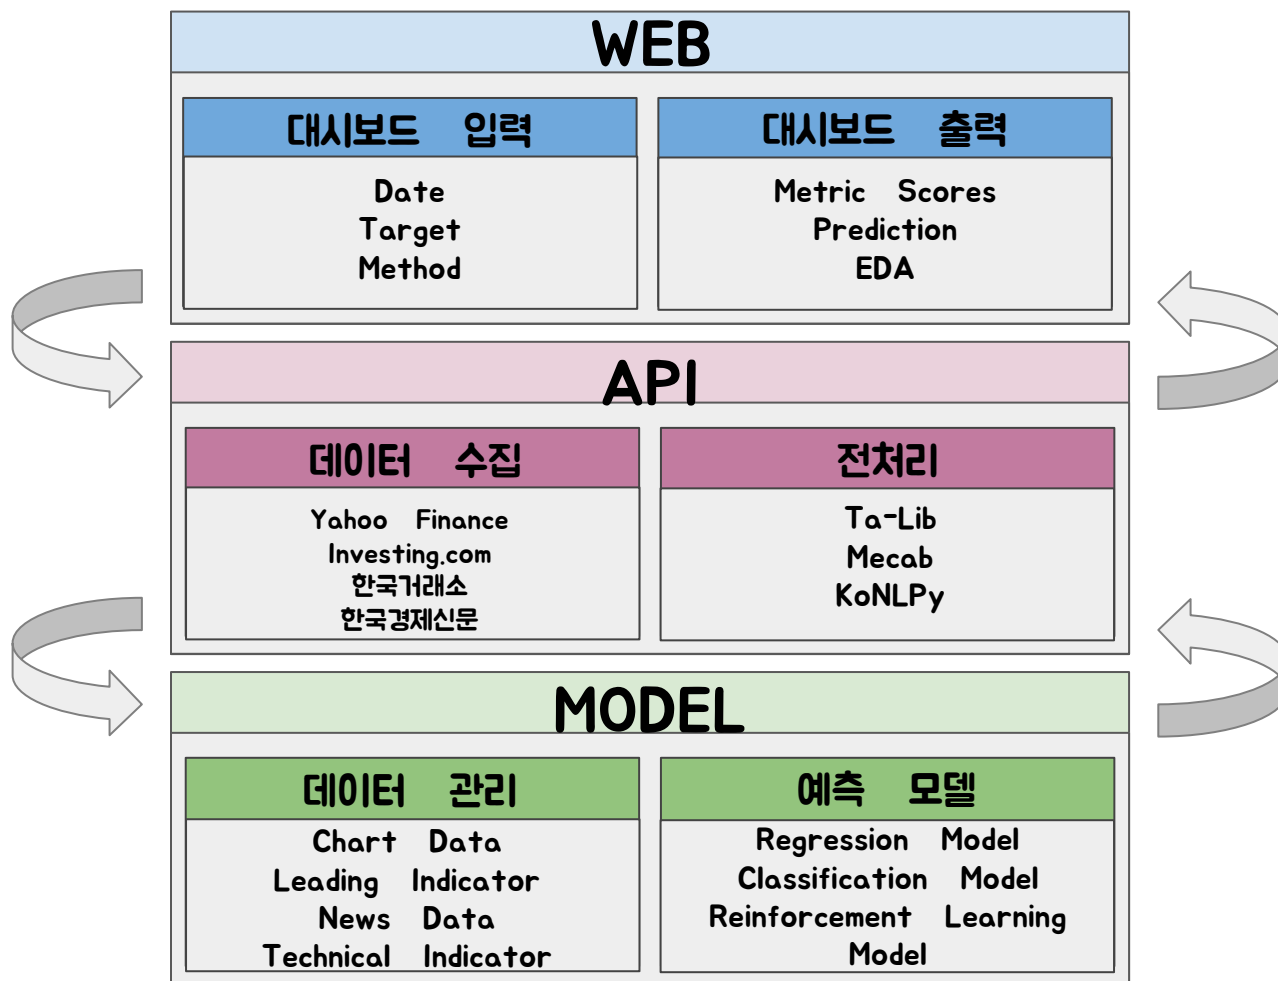 WEB
대시보드 입력
Date
Target
Method
대시보드 출력
Metric Scores
Prediction
EDA
API
데이터 수집
Yahoo Finance
Investing.com
한국거래소
한국경제신문
전처리
Ta-Lib
Mecab
KoNLPy
MODEL
데이터 관리
Chart Data
Leading Indicator
News Data
Technical Indicator
예측 모델
Regression Model
Classification Model
Reinforcement Learning
Model